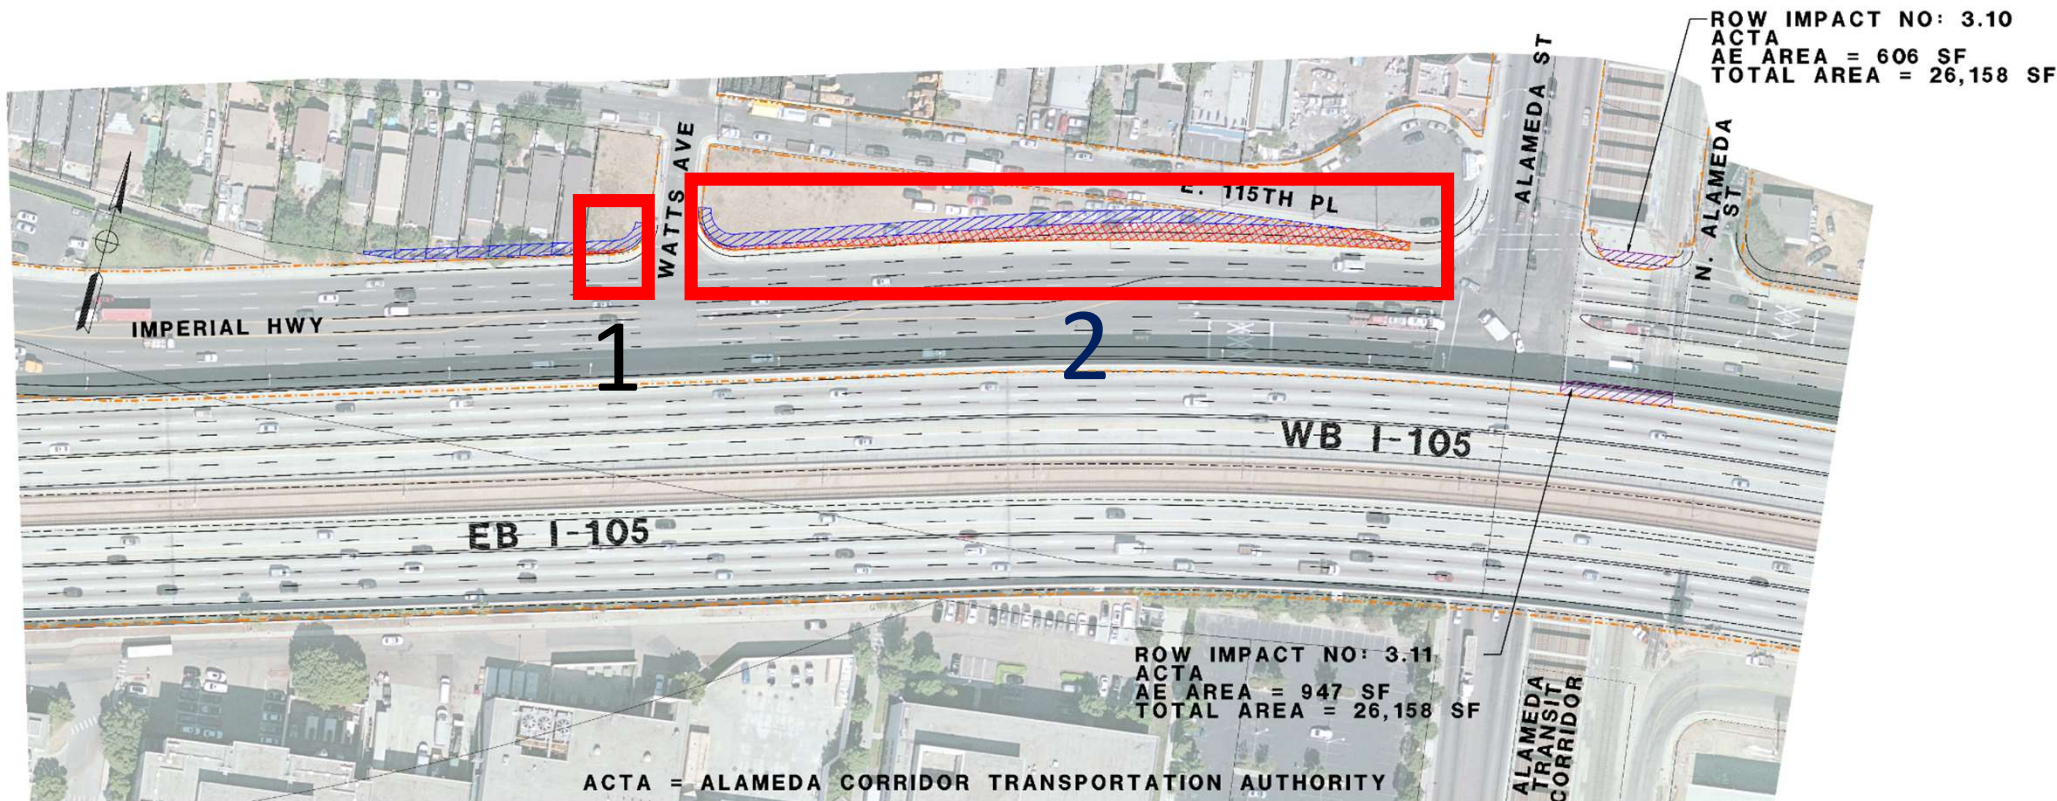 ROW IMPACT NO: 3.10
ACTA
AE AREA = 606 SF
TOTAL AREA = 26,158 SF
ALAMEDA ST
N. ALAMEDA
ST
WATTS AVE
E. 115TH PL
IMPERIAL HWY
1
2
WB I-105
EB I-105
ROW IMPACT NO: 3.11
ACTA
AE AREA = 947 SF
TOTAL AREA = 26,158 SF
ALAMEDA
TRANSIT
CORRIDOR
ACTA = ALAMEDA CORRIDOR TRANSPORTATION AUTHORITY